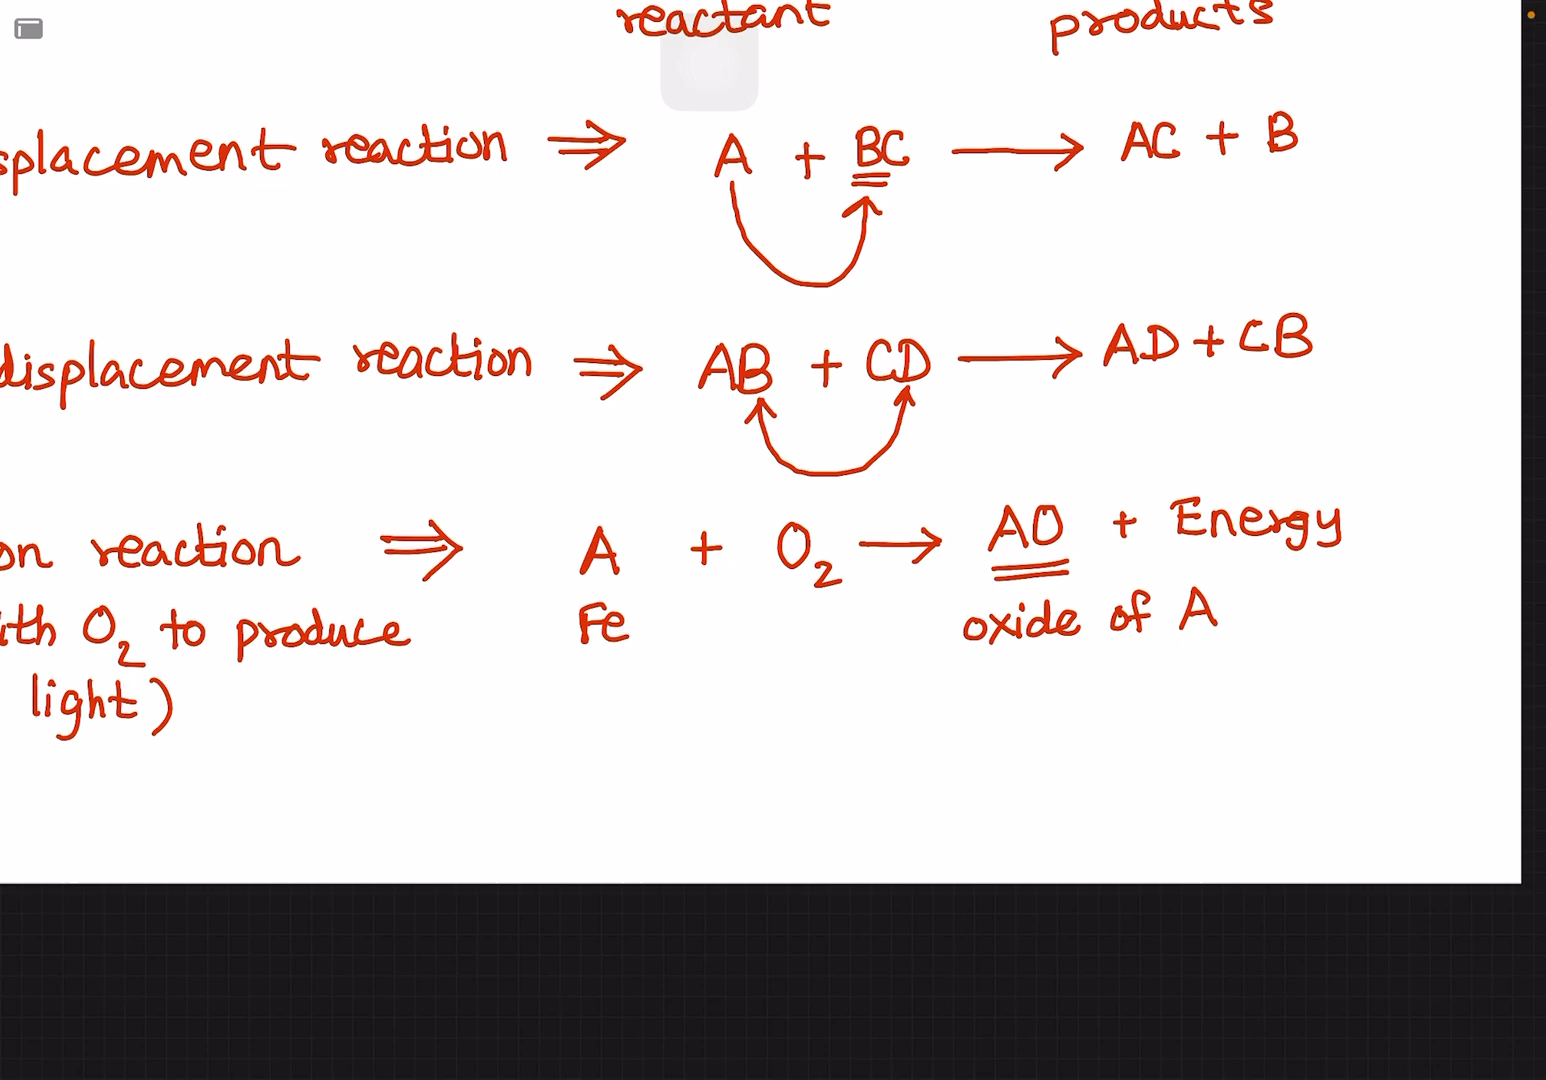 reactant products
splacement reaction ⇒ A + BC → AC + B
displacement reaction ⇒ AB + CD → AD + CB
on reaction ⇒ A + O₂ → AO + Energy
ith O₂ to produce Fe oxide of A
light)